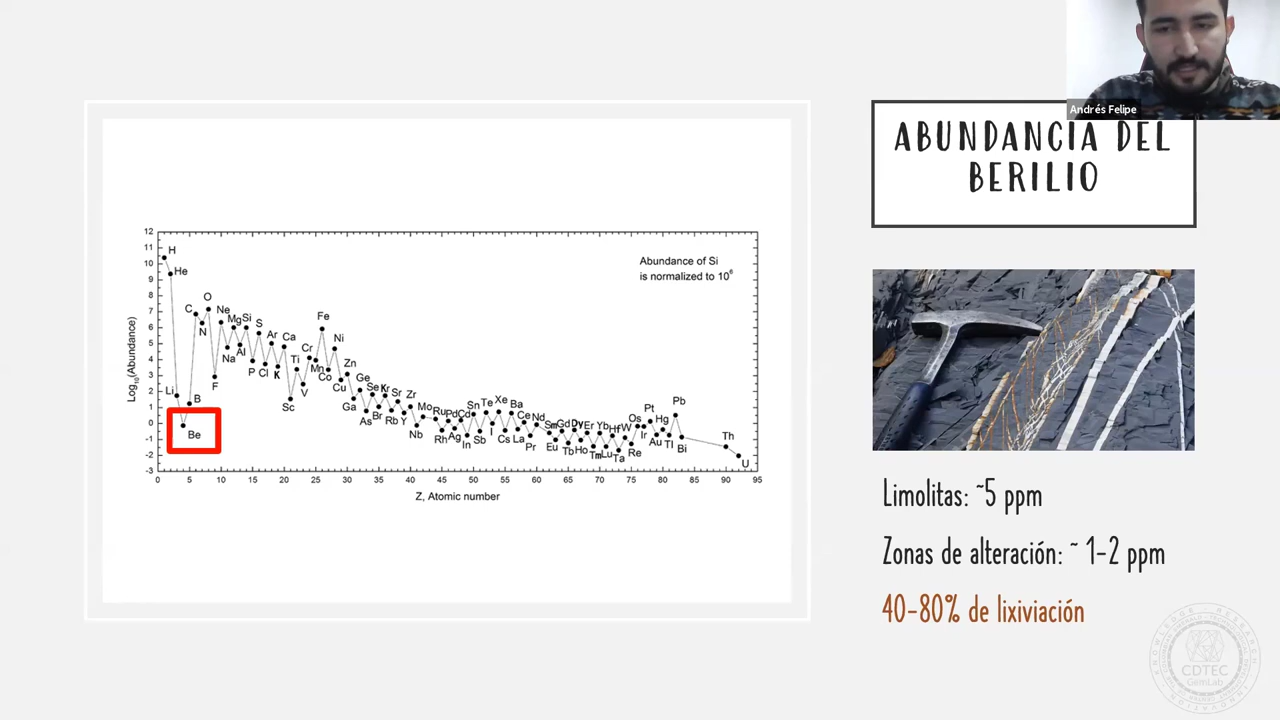 Andrés Felipe
ABUNDANCIA DEL
BERILIO
Abundance of Si
is normalized to 10⁶
Log₁₀(Abundance)
12
11
10
9
8
7
6
5
4
3
2
1
0
-1
-2
-3
H
He
Li
Be
B
C
N
O
F
Ne
Na
Mg
Al
Si
P
S
Cl
Ar
K
Ca
Sc
Ti
V
Cr
Mn
Fe
Co
Ni
Cu
Zn
Ga
Ge
As
Se
Br
Kr
Rb
Sr
Y
Zr
Nb
Mo
Ru
Rh
Pd
Ag
Cd
In
Sn
Sb
Te
I
Xe
Cs
Ba
La
Ce
Pr
Nd
Sm
Eu
Gd
Tb
Dy
Ho
Er
Tm
Yb
Lu
Hf
Ta
W
Re
Os
Ir
Pt
Au
Hg
Tl
Pb
Bi
Th
U
0 5 10 15 20 25 30 35 40 45 50 55 60 65 70 75 80 85 90 95
Z, Atomic number
Limolitas: ~5 ppm
Zonas de alteración: ~ 1-2 ppm
40-80% de lixiviación
CDTEC
GemLab